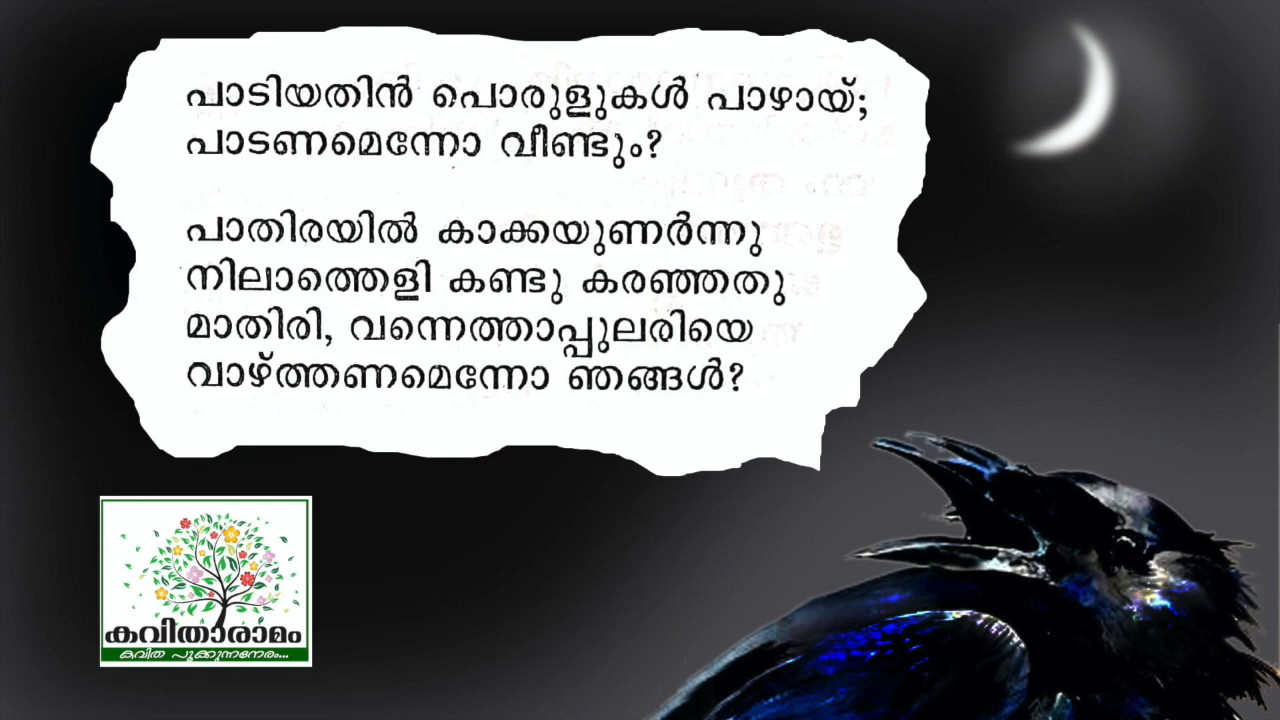 പാടിയതിൻ പൊരുളുകൾ പാഴായ്;
പാടണമെന്നോ വീണ്ടും?
പാതിരയിൽ കാക്കയുണർന്നു
നിലാത്തെളി കണ്ടു കരഞ്ഞതു
മാതിരി, വന്നെത്താപ്പുലരിയെ
വാഴ്ത്തണമെന്നോ ഞങ്ങൾ?
കവിതാരാമം
കവിത പൂക്കുന്നനേരം...